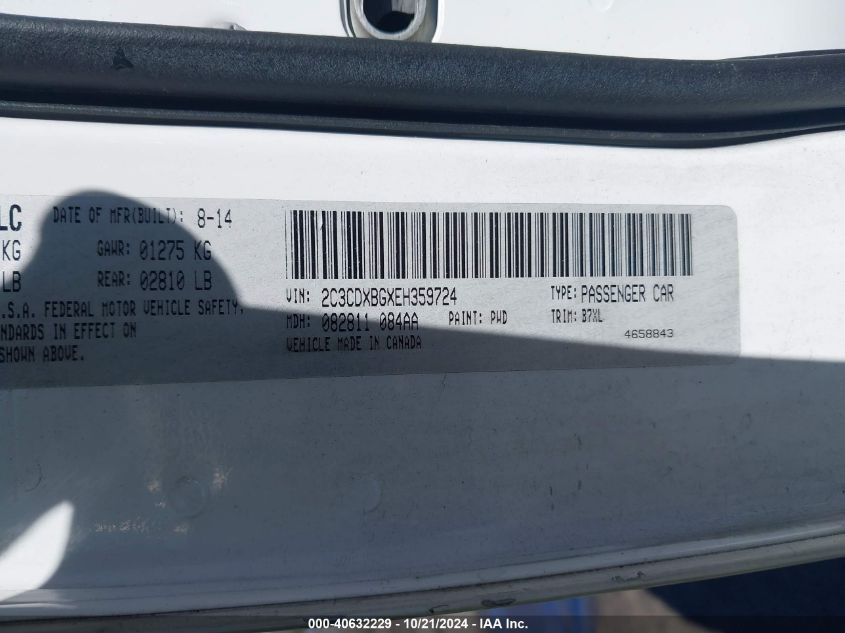 LC DATE OF MFR(BUILT): 8-14
KG GAWR: 01275 KG
LB REAR: 02810 LB
.S.A. FEDERAL MOTOR VEHICLE SAFETY,
NDARDS IN EFFECT ON
SHOWN ABOVE.
VIN: 2C3CDXBGXEH359724 TYPE: PASSENGER CAR
MDH: 082811 084AA PAINT: PWD TRIM: B7XL
VEHICLE MADE IN CANADA 4658843
000-40632229 - 10/21/2024 - IAA Inc.